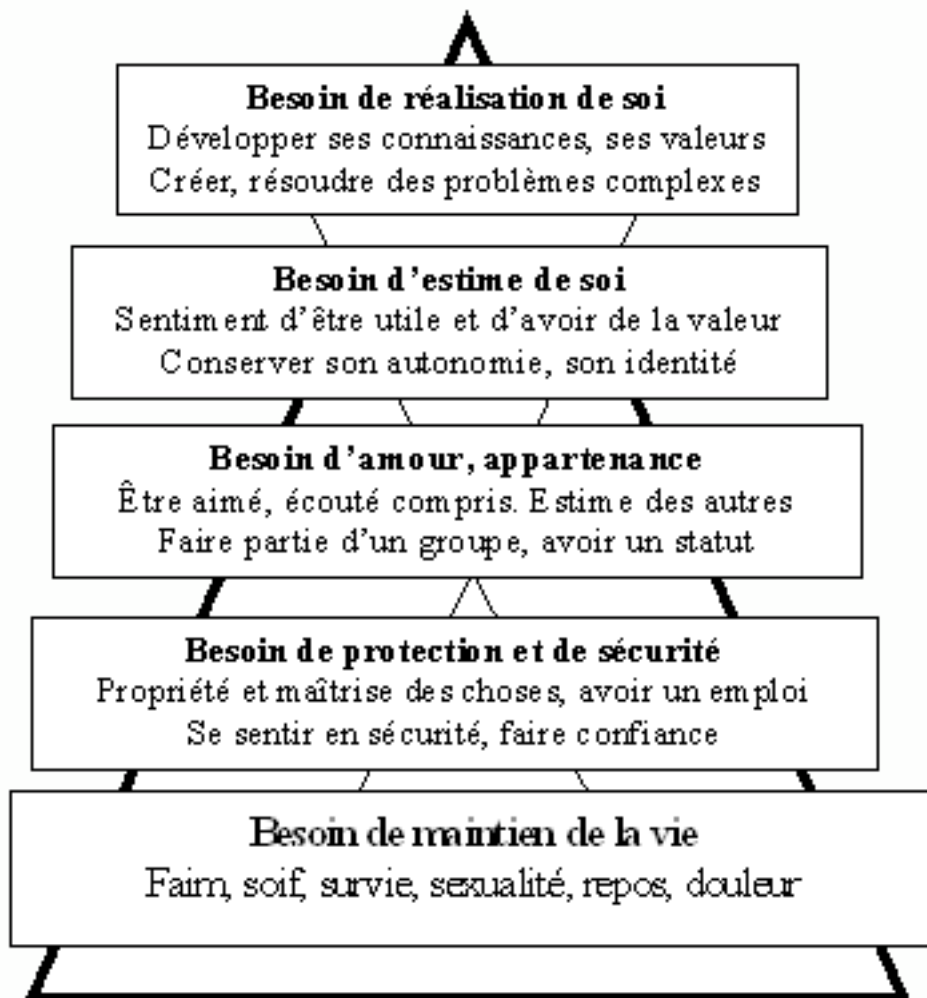 Besoin de réalisation de soi
Développer ses connaissances, ses valeurs
Créer, résoudre des problèmes complexes
Besoin d’estime de soi
Sentiment d’être utile et d’avoir de la valeur
Conserver son autonomie, son identité
Besoin d’amour, appartenance
Être aimé, écouté compris. Estime des autres
Faire partie d’un groupe, avoir un statut
Besoin de protection et de sécurité
Propriété et maîtrise des choses, avoir un emploi
Se sentir en sécurité, faire confiance
Besoin de maintien de la vie
Faim, soif, survie, sexualité, repos, douleur